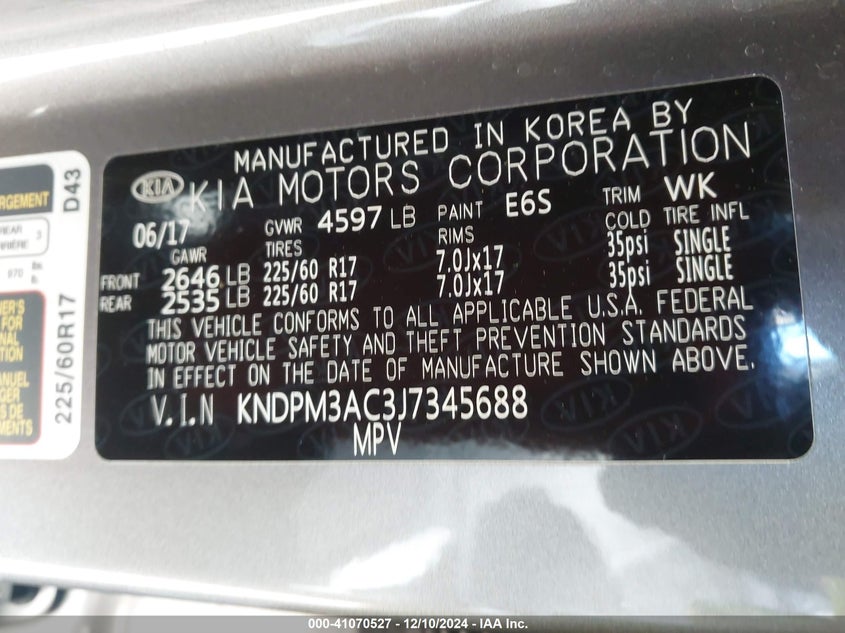 MANUFACTURED IN KOREA BY
KIA KIA MOTORS CORPORATION
06/17 GVWR 4597 LB PAINT E6S TRIM WK
GAWR TIRES RIMS COLD TIRE INFL
FRONT 2646 LB 225/60 R17 7.0Jx17 35psi SINGLE
REAR 2535 LB 225/60 R17 7.0Jx17 35psi SINGLE
THIS VEHICLE CONFORMS TO ALL APPLICABLE U.S.A. FEDERAL
MOTOR VEHICLE SAFETY AND THEFT PREVENTION STANDARDS
IN EFFECT ON THE DATE OF MANUFACTURE SHOWN ABOVE.
V.I.N KNDPM3AC3J7345688
MPV
D43
225/60R17
REAR
3
MANUEL
000-41070527 - 12/10/2024 - IAA Inc.